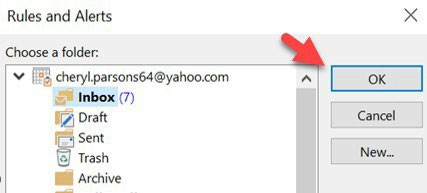 Rules and Alerts
Choose a folder:
cheryl.parsons64@yahoo.com
Inbox (7)
Draft
Sent
Trash
Archive
OK
Cancel
New...